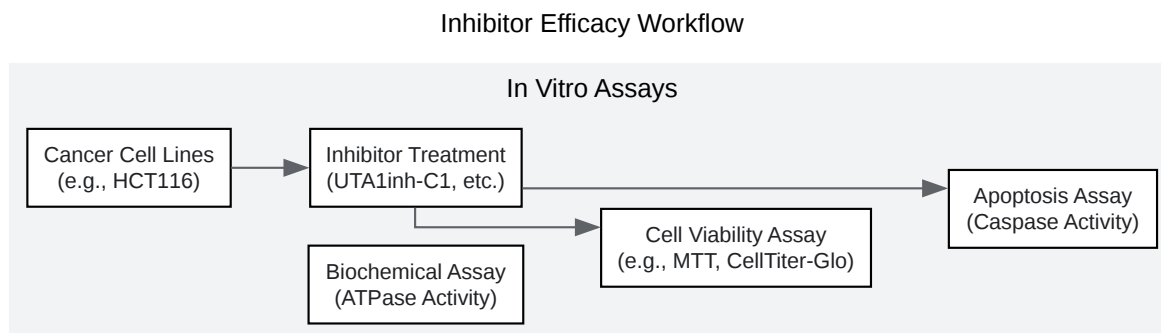 Inhibitor Efficacy Workflow
In Vitro Assays
Cancer Cell Lines
(e.g., HCT116)
Inhibitor Treatment
(UTA1inh-C1, etc.)
Apoptosis Assay
(Caspase Activity)
Cell Viability Assay
(e.g., MTT, CellTiter-Glo)
Biochemical Assay
(ATPase Activity)